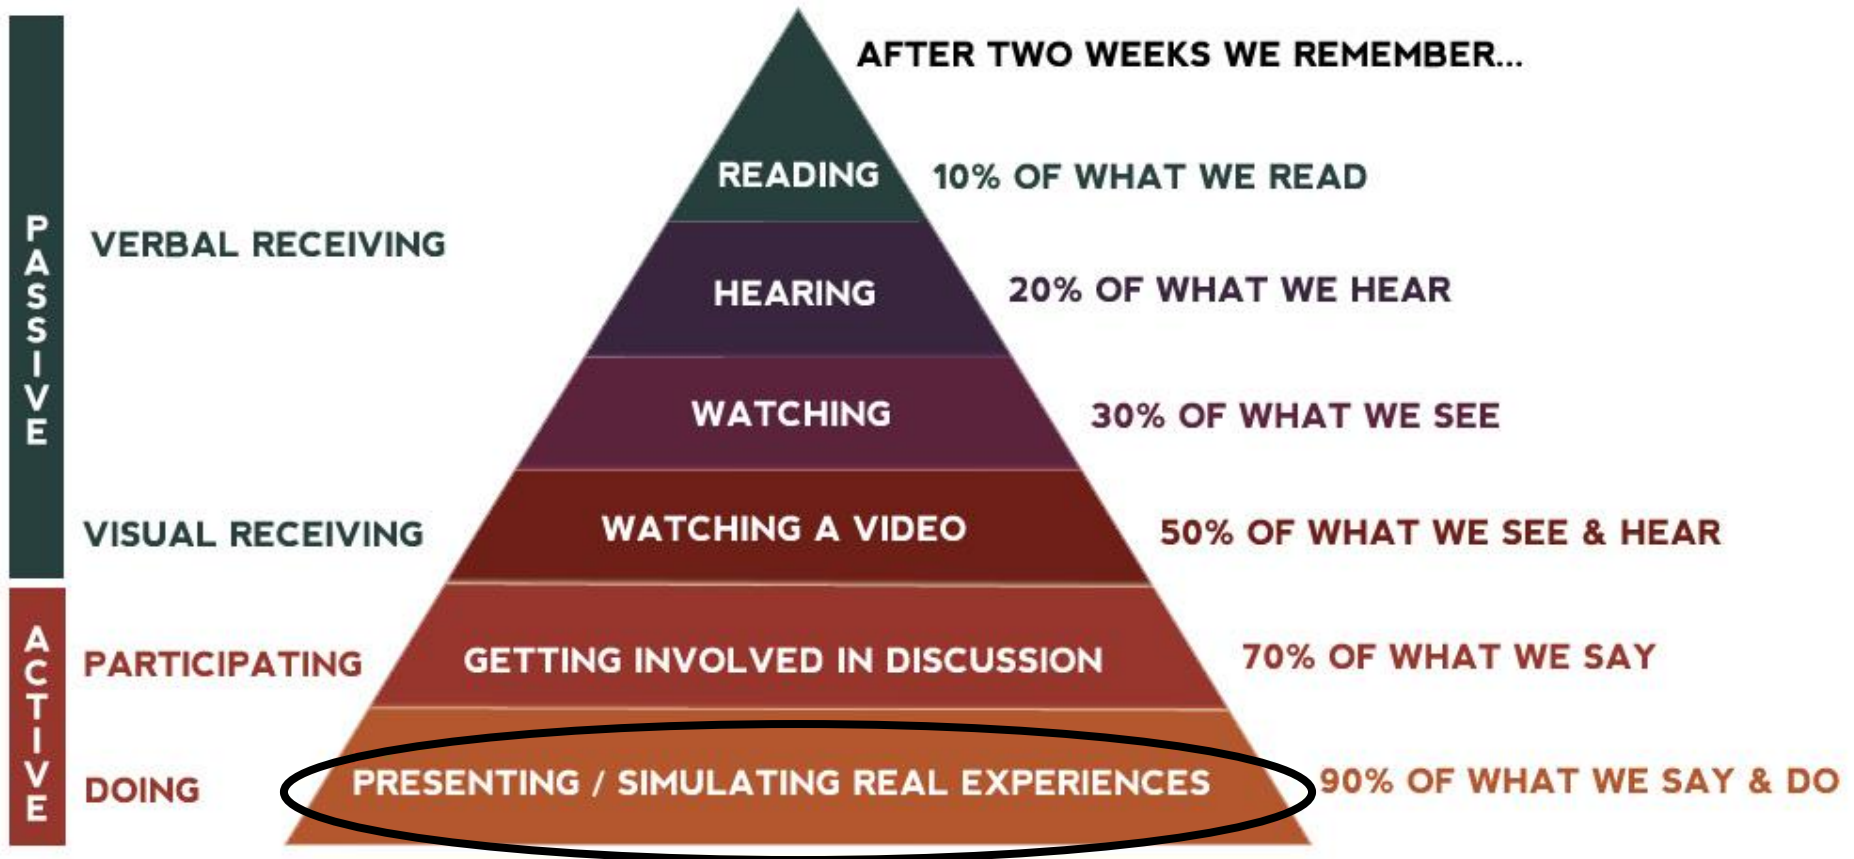 AFTER TWO WEEKS WE REMEMBER...
PASSIVE
VERBAL RECEIVING
READING
10% OF WHAT WE READ
HEARING
20% OF WHAT WE HEAR
WATCHING
30% OF WHAT WE SEE
VISUAL RECEIVING
WATCHING A VIDEO
50% OF WHAT WE SEE & HEAR
ACTIVE
PARTICIPATING
GETTING INVOLVED IN DISCUSSION
70% OF WHAT WE SAY
DOING
PRESENTING / SIMULATING REAL EXPERIENCES
90% OF WHAT WE SAY & DO